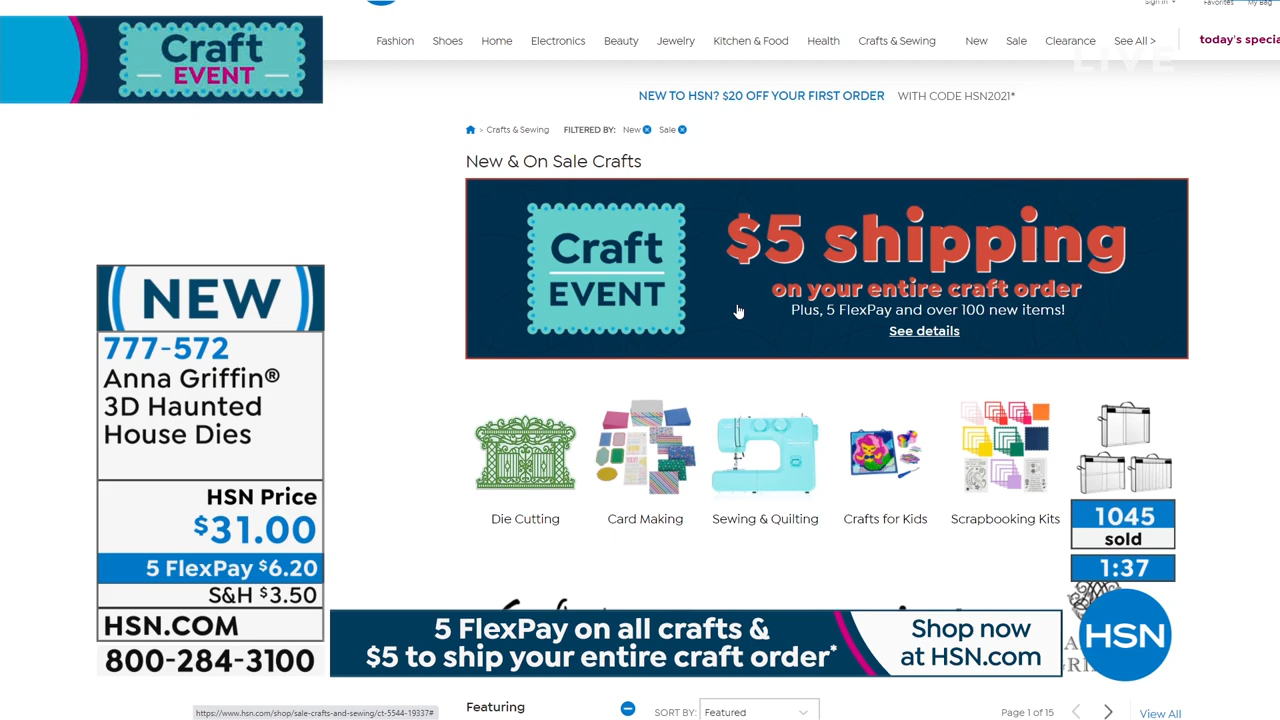 Sign in
Favorites
My Bag
Craft
EVENT
Fashion Shoes Home Electronics Beauty Jewelry Kitchen & Food Health Crafts & Sewing New Sale Clearance See All >
today's specia
LIVE
NEW TO HSN? $20 OFF YOUR FIRST ORDER WITH CODE HSN2021*
> Crafts & Sewing FILTERED BY: New Sale
New & On Sale Crafts
Craft
EVENT
$5 shipping
on your entire craft order
Plus, 5 FlexPay and over 100 new items!
See details
NEW
777-572
Anna Griffin®
3D Haunted
House Dies
HSN Price
$31.00
5 FlexPay $6.20
S&H $3.50
HSN.COM
800-284-3100
Die Cutting
Card Making
Sewing & Quilting
Crafts for Kids
Scrapbooking Kits
1045
sold
1:37
5 FlexPay on all crafts &
$5 to ship your entire craft order*
Shop now
at HSN.com
HSN
Featuring
SORT BY: Featured
Page 1 of 15
View All
https://www.hsn.com/shop/sale-crafts-and-sewing/ct-5544-19337#